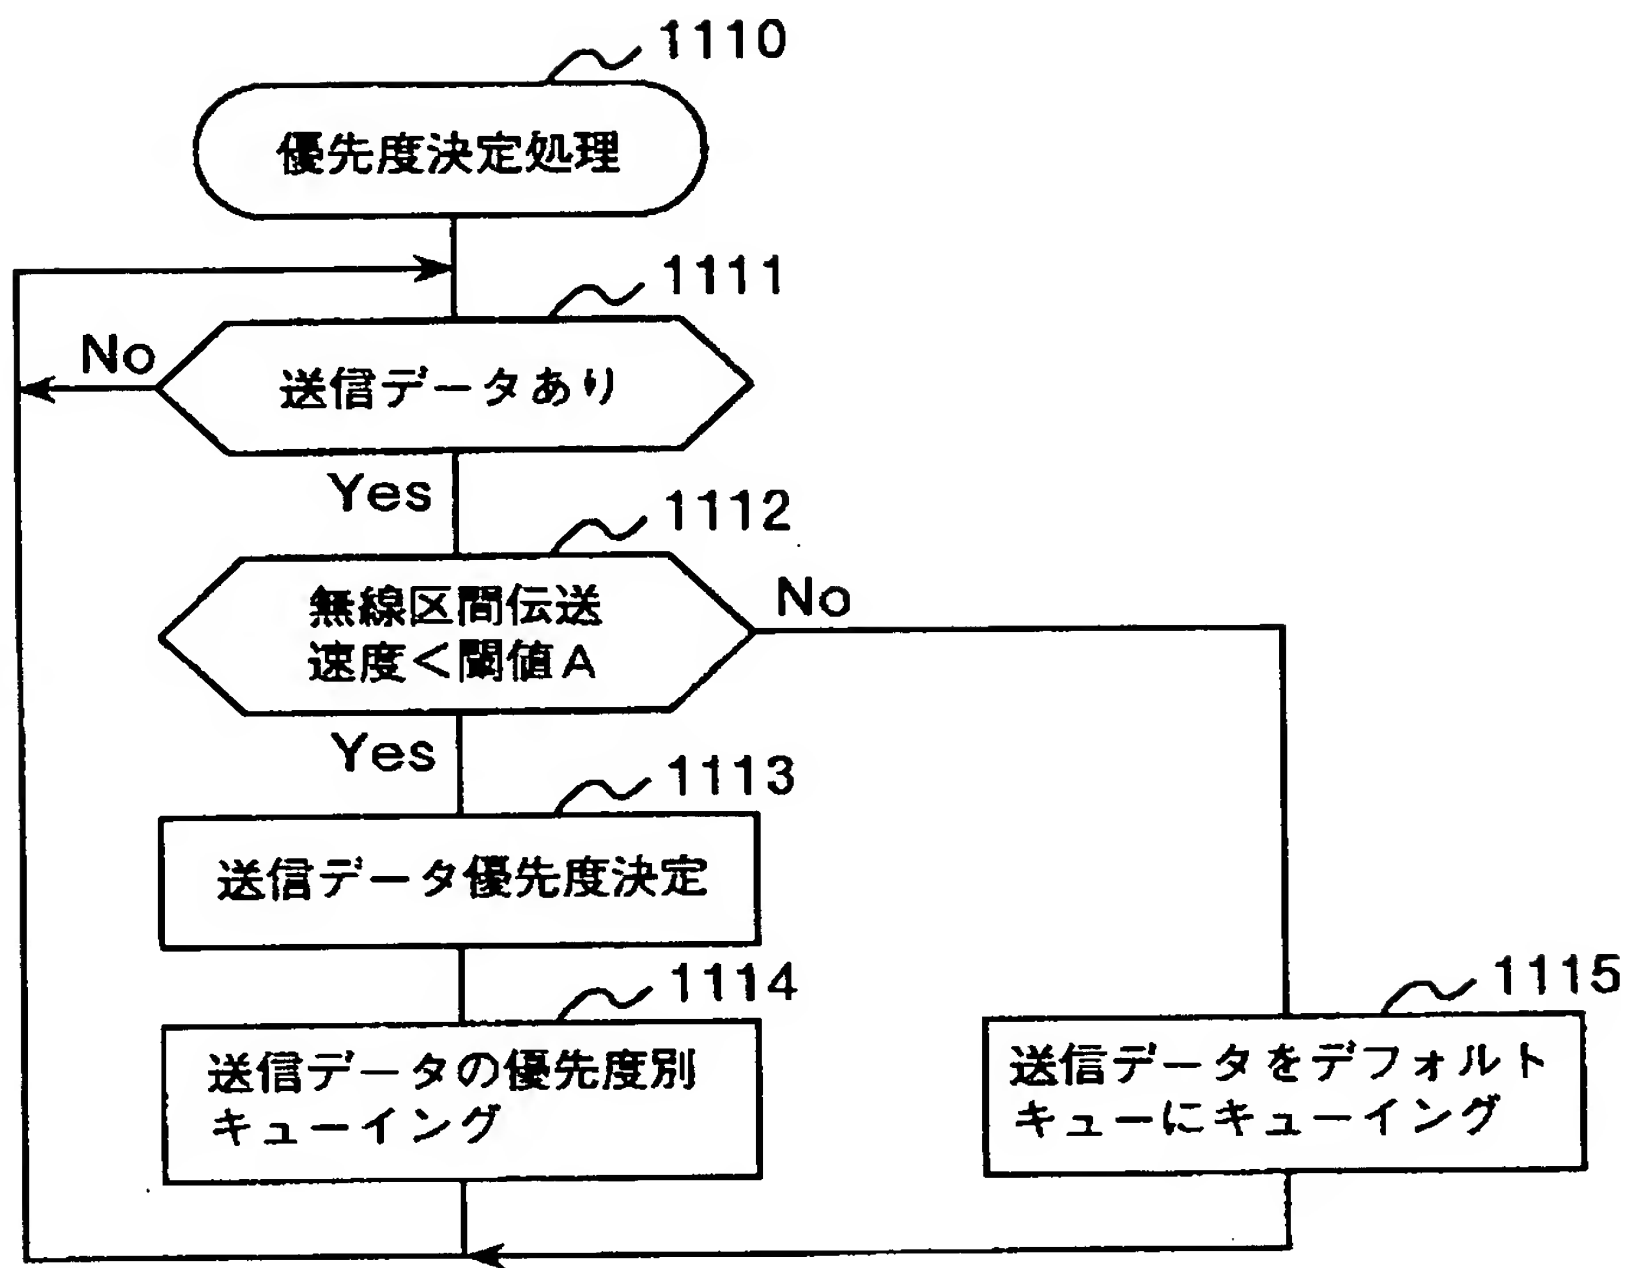 1110
優先度決定処理
1111
No
送信データあり
Yes
1112
無線区間伝送
速度<閾値A
No
Yes
1113
送信データ優先度決定
1114
送信データの優先度別
キューイング
1115
送信データをデフォルト
キューにキューイング